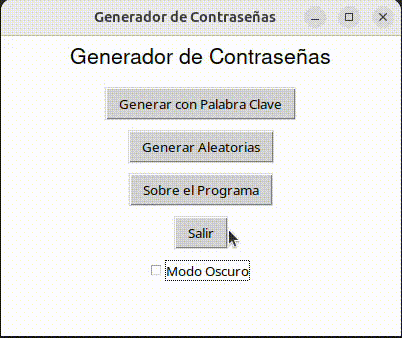 Generador de Contraseñas
Generador de Contraseñas
Generar con Palabra Clave
Generar Aleatorias
Sobre el Programa
Salir
Modo Oscuro